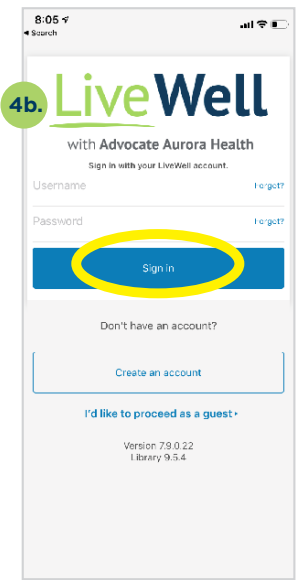 8:05
Search
4b.
LiveWell
with Advocate Aurora Health
Sign in with your LiveWell account.
Username Forgot?
Password Forgot?
Sign in
Don't have an account?
Create an account
I'd like to proceed as a guest
Version 7.9.0.22
Library 9.5.4